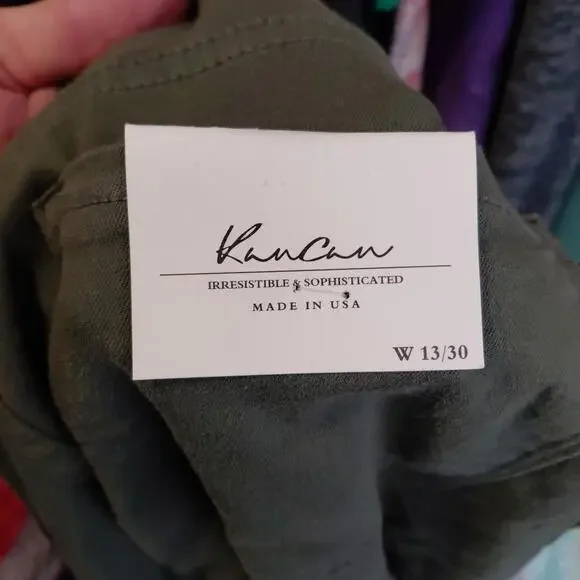 KanCan
IRRESISTIBLE & SOPHISTICATED
MADE IN USA
W 13/30